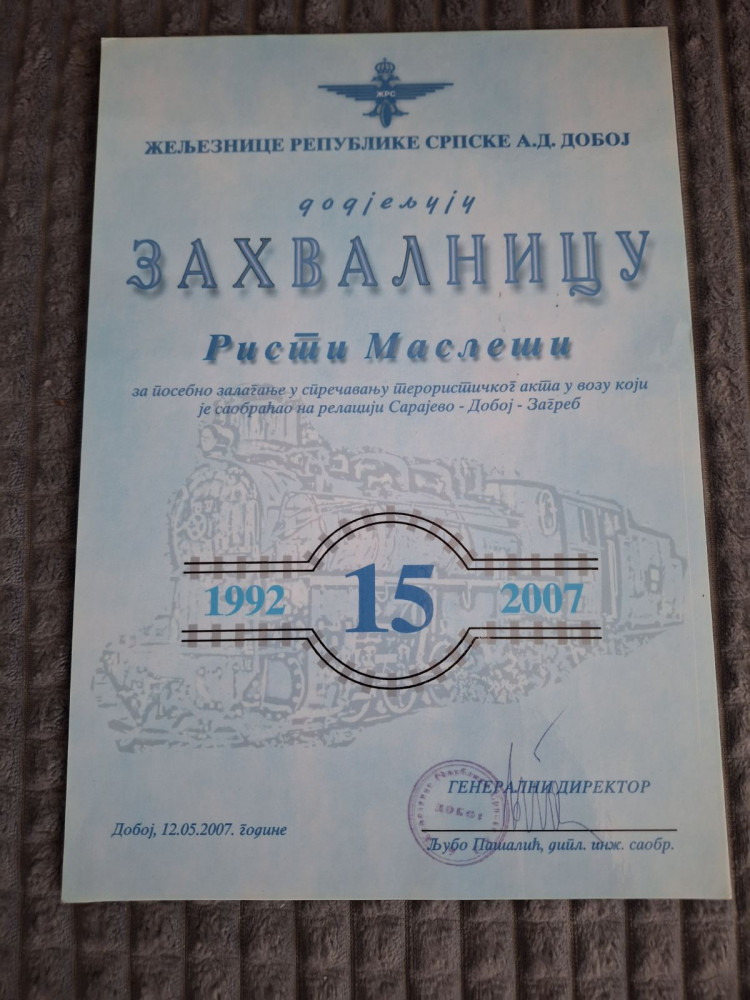 ЖРС
ЖЕЉЕЗНИЦЕ РЕПУБЛИКЕ СРПСКЕ А.Д. ДОБОЈ
додјељују
ЗАХВАЛНИЦУ
Ристи Маслеши
за посебно залагање у спречавању терористичког акта у возу који
је саобраћао на релацији Сарајево - Добој - Загреб
1992 15 2007
ГЕНЕРАЛНИ ДИРЕКТОР
ДОБОЈ
Добој, 12.05.2007. године
Љубо Пашалић, дипл. инж. саобр.